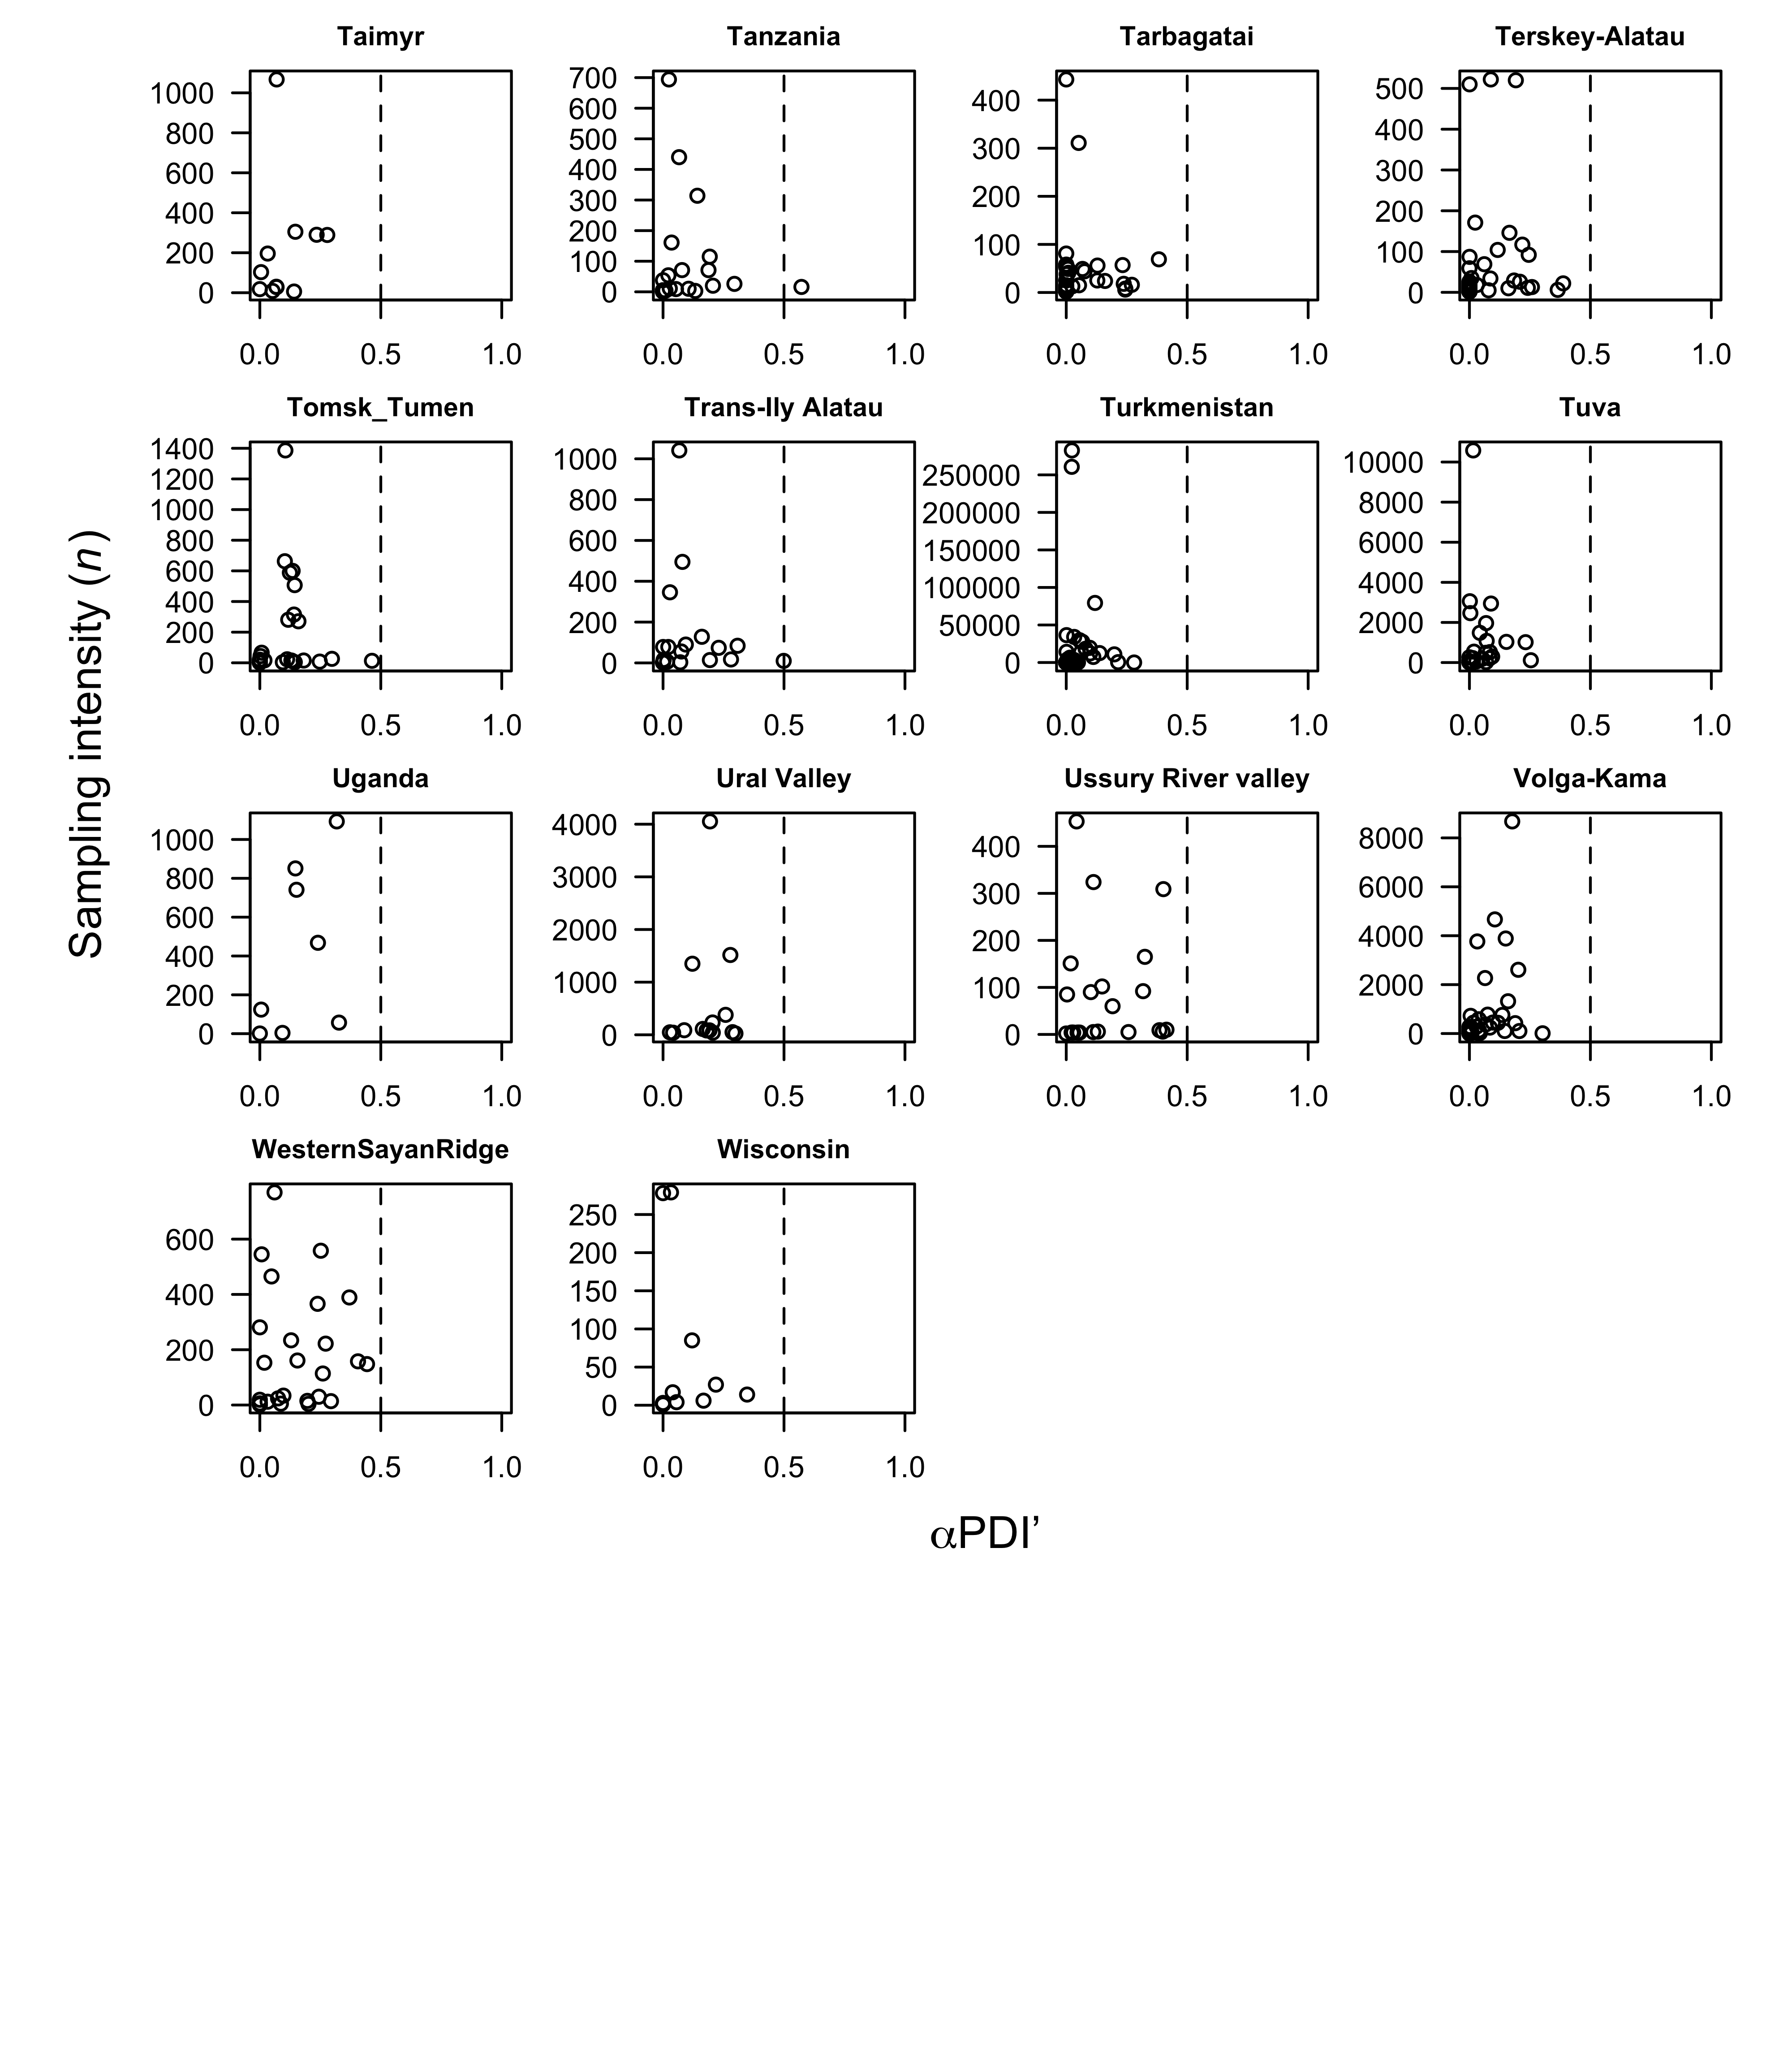 Taimyr Tanzania Tarbagatai Terskey-Alatau
1000 800 600 400 200 0
700 600 500 400 300 200 100 0
400 300 200 100 0
500 400 300 200 100 0
0.0 0.5 1.0 0.0 0.5 1.0 0.0 0.5 1.0 0.0 0.5 1.0
Tomsk_Tumen Trans-Ily Alatau Turkmenistan Tuva
1400 1200 1000 800 600 400 200 0
1000 800 600 400 200 0
250000 200000 150000 100000 50000 0
10000 8000 6000 4000 2000 0
0.0 0.5 1.0 0.0 0.5 1.0 0.0 0.5 1.0 0.0 0.5 1.0
Sampling intensity (n)
Uganda Ural Valley Ussury River valley Volga-Kama
1000 800 600 400 200 0
4000 3000 2000 1000 0
400 300 200 100 0
8000 6000 4000 2000 0
0.0 0.5 1.0 0.0 0.5 1.0 0.0 0.5 1.0 0.0 0.5 1.0
WesternSayanRidge Wisconsin
600 400 200 0
250 200 150 100 50 0
0.0 0.5 1.0 0.0 0.5 1.0
αPDI’